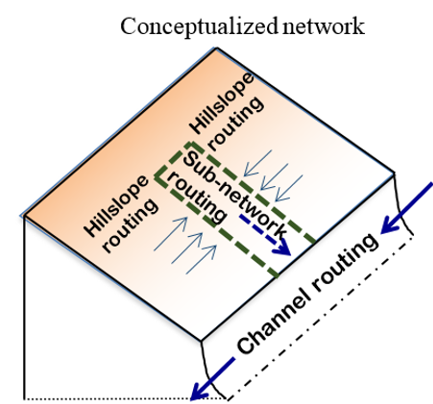 Conceptualized network
Hillslope
routing
Sub-network
routing
Hillslope
routing
Channel routing